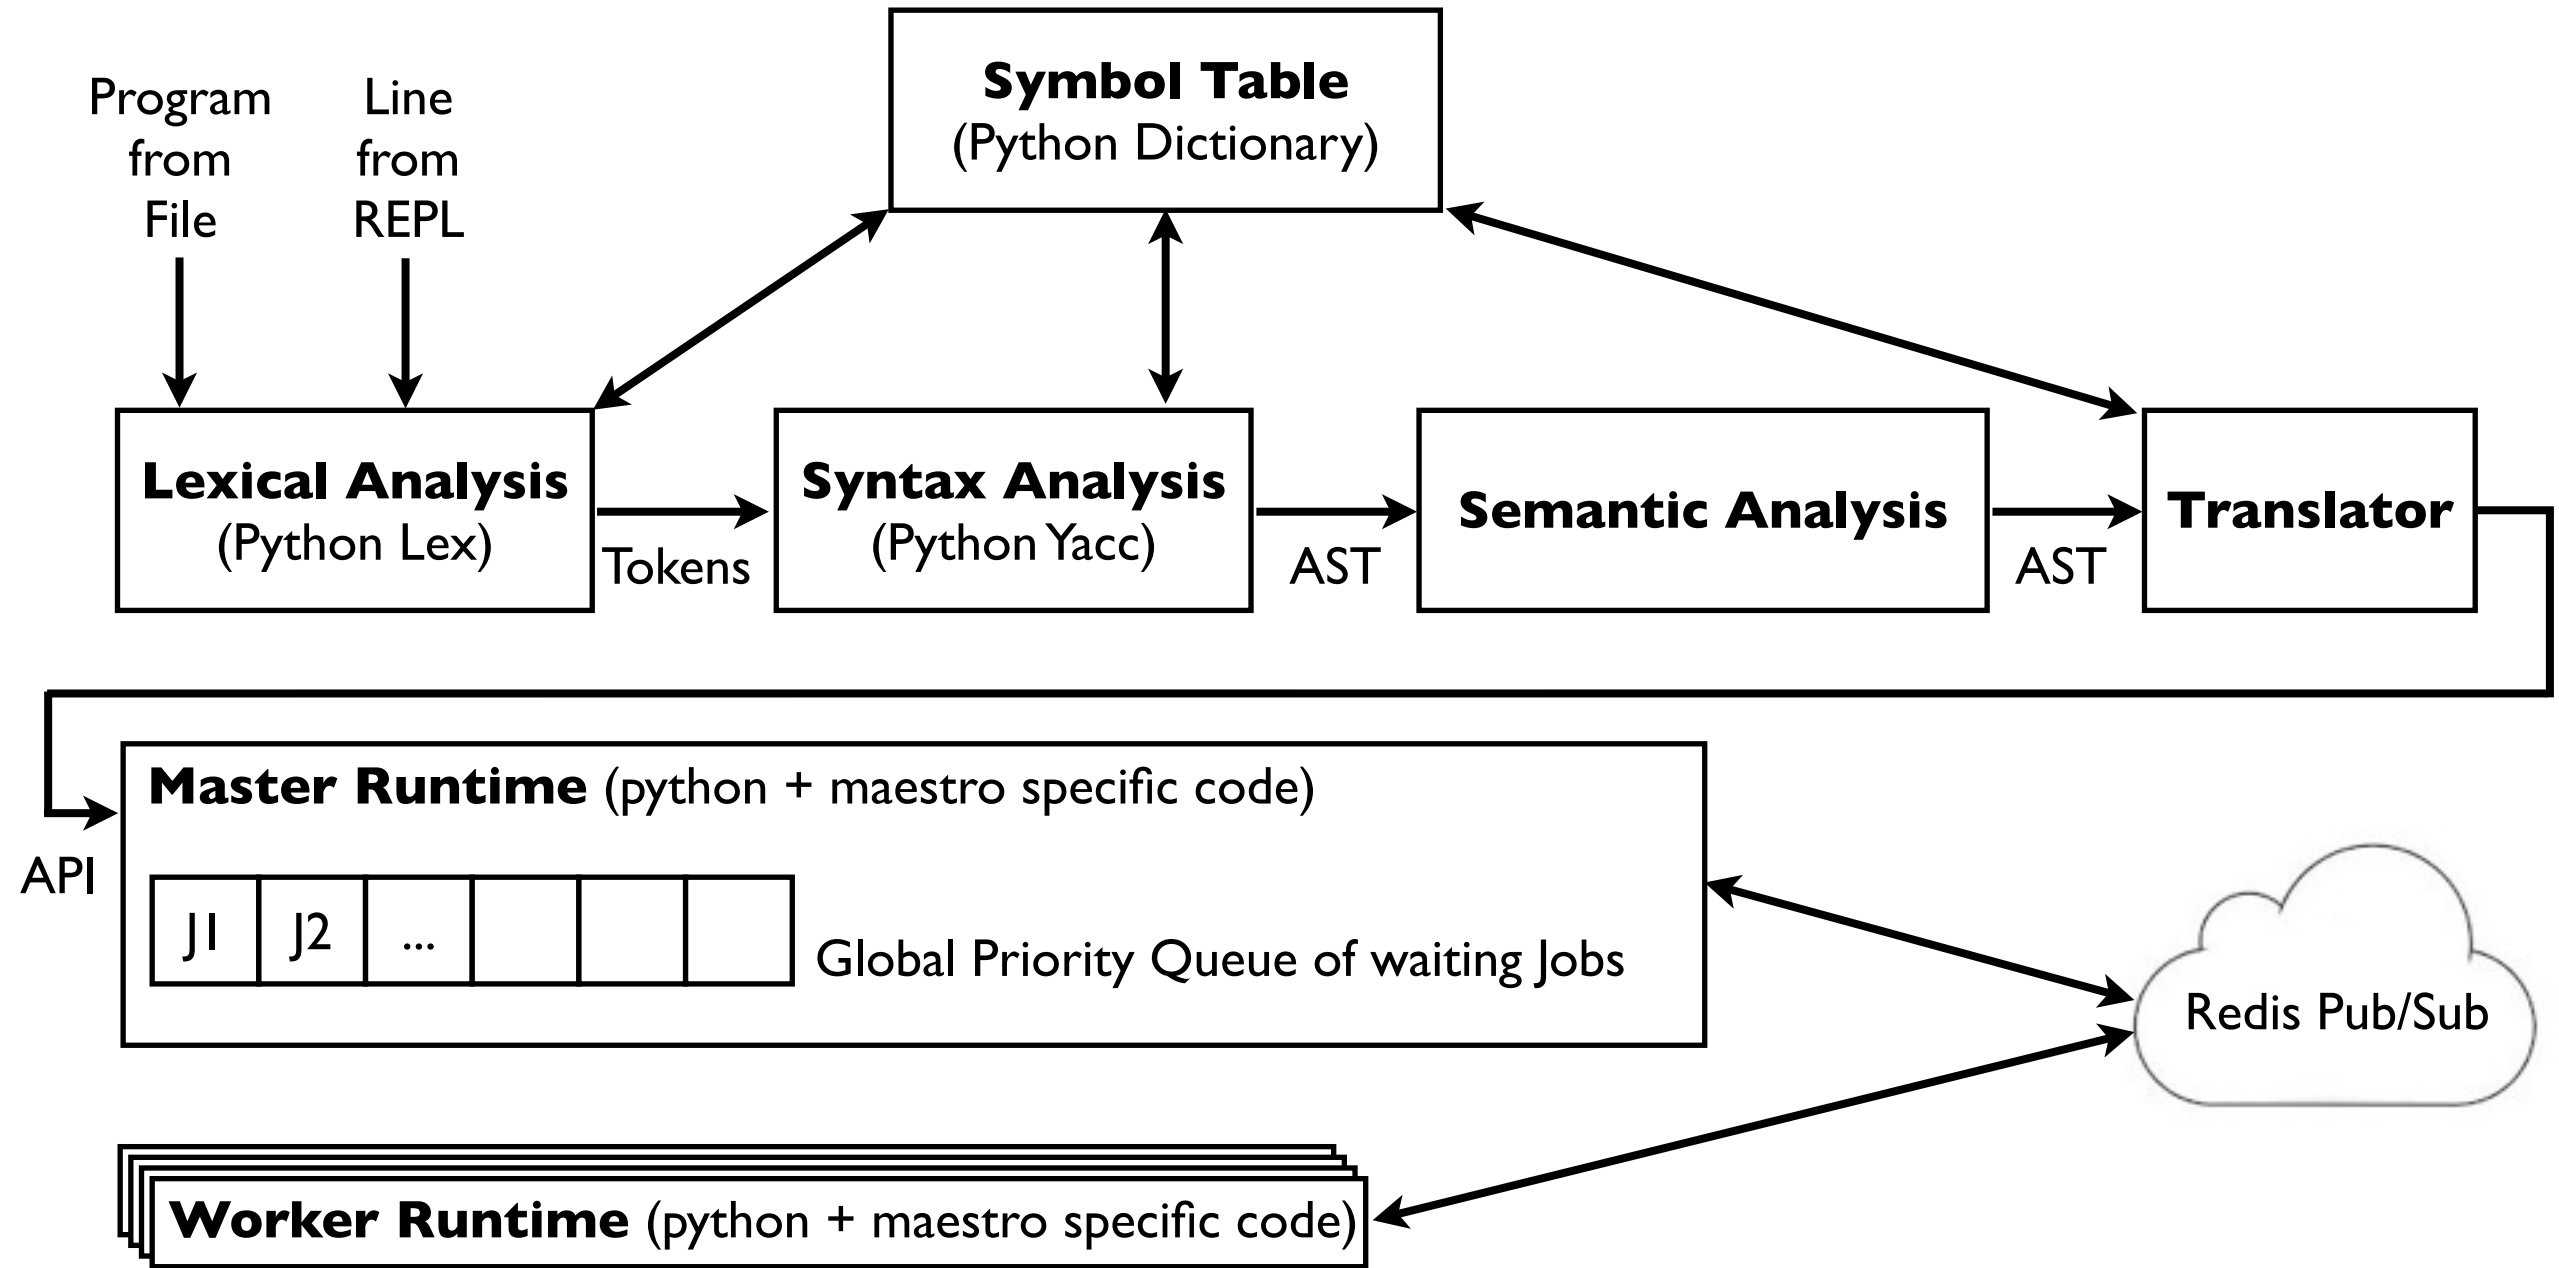 Symbol Table
(Python Dictionary)
Program
from
File
Line
from
REPL
Lexical Analysis
(Python Lex)
Tokens
Syntax Analysis
(Python Yacc)
AST
Semantic Analysis
AST
Translator
API
Master Runtime (python + maestro specific code)
J1 J2 ...
Global Priority Queue of waiting Jobs
Redis Pub/Sub
Worker Runtime (python + maestro specific code)